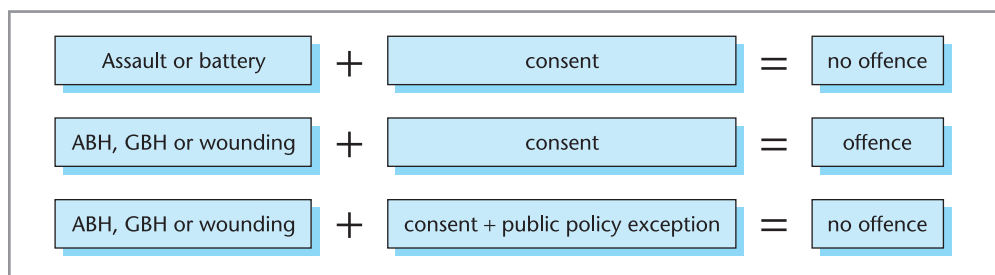 Assault or battery + consent = no offence
ABH, GBH or wounding + consent = offence
ABH, GBH or wounding + consent + public policy exception = no offence